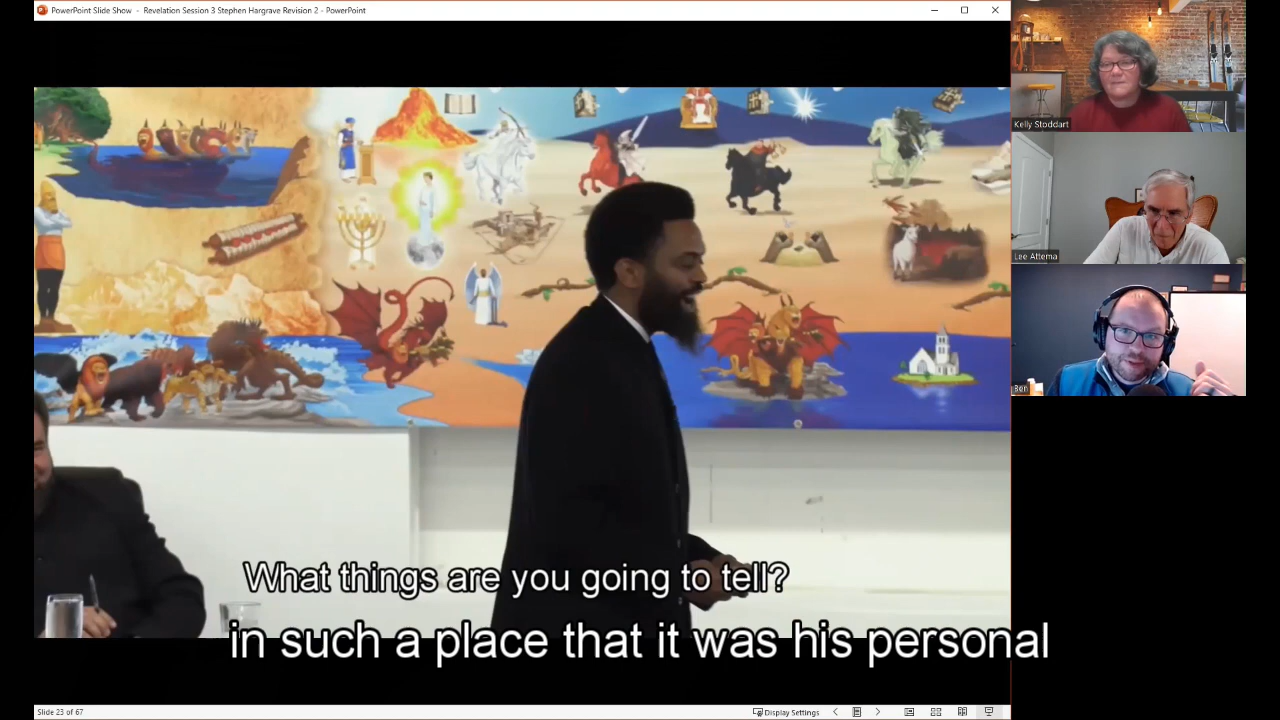 PowerPoint Slide Show - Revelation Session 3 Stephen Hargrave Revision 2 - PowerPoint
Kelly Stoddart
Lee Attema
Ben
What things are you going to tell?
in such a place that it was his personal
Slide 23 of 67
Display Settings